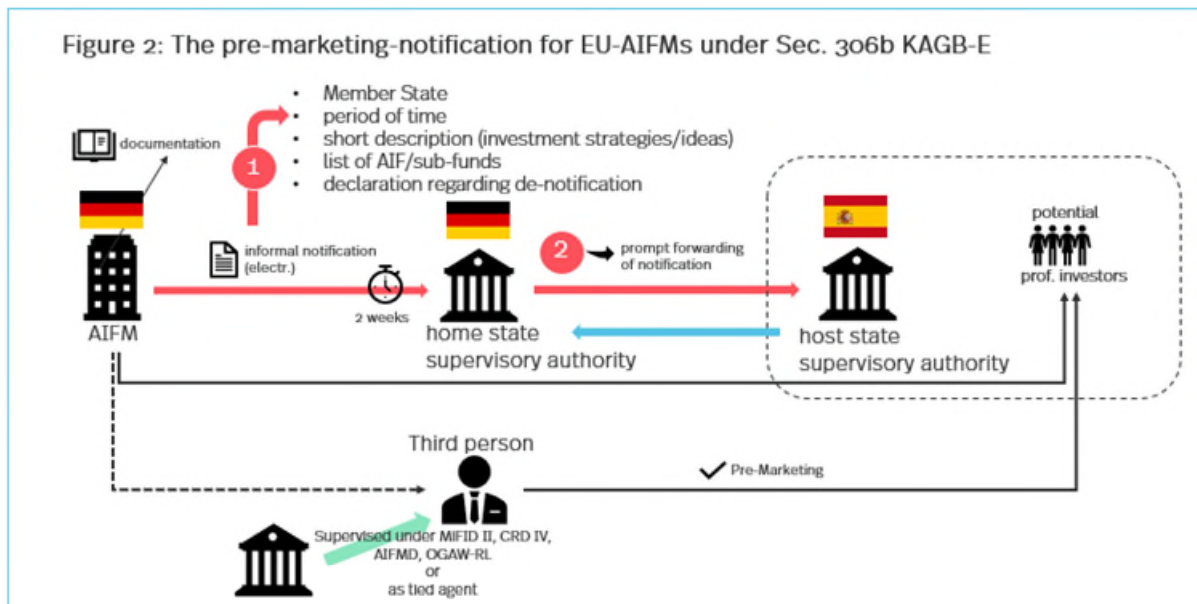 Figure 2: The pre-marketing-notification for EU-AIFMs under Sec. 306b KAGB-E
• Member State
• period of time
• short description (investment strategies/ideas)
• list of AIF/sub-funds
• declaration regarding de-notification
documentation
1
informal notification
(electr.)
2 weeks
AIFM
home state
supervisory authority
2
prompt forwarding
of notification
host state
supervisory authority
potential
prof. investors
Third person
Pre-Marketing
Supervised under MiFID II, CRD IV,
AIFMD, OGAW-RL
or
as tied agent